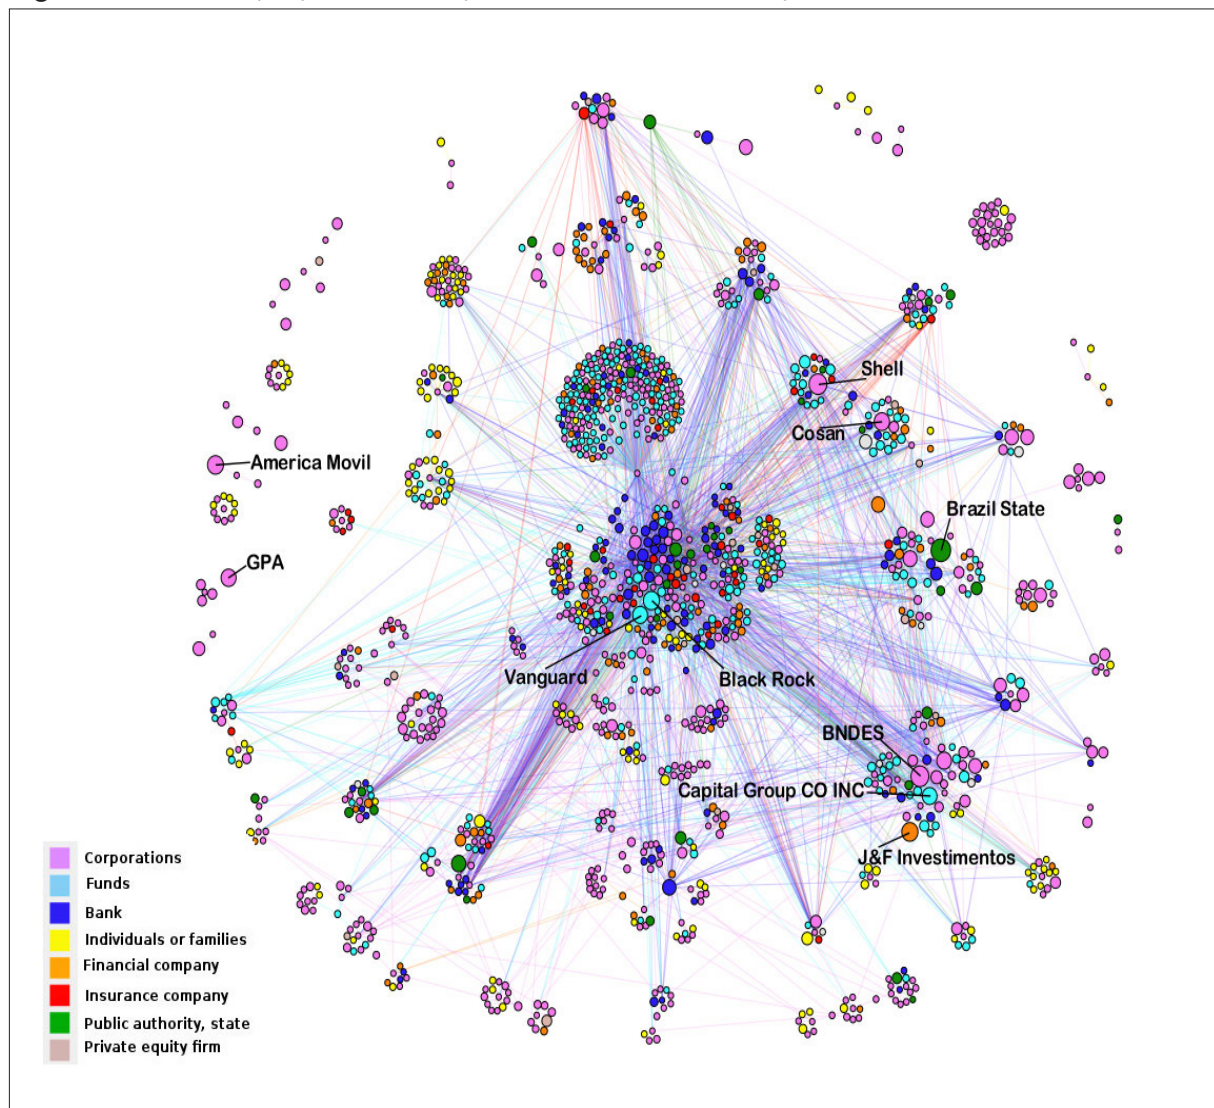 Shell
Cosan
America Movil
Brazil State
GPA
Vanguard
Black Rock
BNDES
Capital Group CO INC
J&F Investimentos
Corporations
Funds
Bank
Individuals or families
Financial company
Insurance company
Public authority, state
Private equity firm